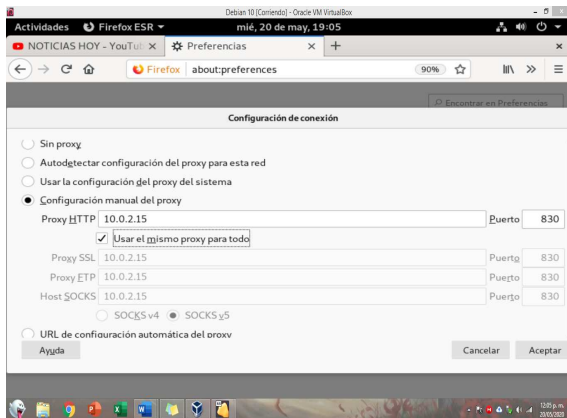 Debian 10 [Corriendo] - Oracle VM VirtualBox
Actividades Firefox ESR mié, 20 de may, 19:05
NOTICIAS HOY - YouTub Preferencias
Firefox about:preferences 90%
Encontrar en Preferencias
Configuración de conexión
Sin proxy
Autodetectar configuración del proxy para esta red
Usar la configuración del proxy del sistema
Configuración manual del proxy
Proxy HTTP 10.0.2.15 Puerto 830
Usar el mismo proxy para todo
Proxy SSL 10.0.2.15 Puerto 830
Proxy FTP 10.0.2.15 Puerto 830
Host SOCKS 10.0.2.15 Puerto 830
SOCKS v4 SOCKS v5
URL de configuración automática del proxy
Ayuda Cancelar Aceptar
12:05 p.m.
20/05/2020